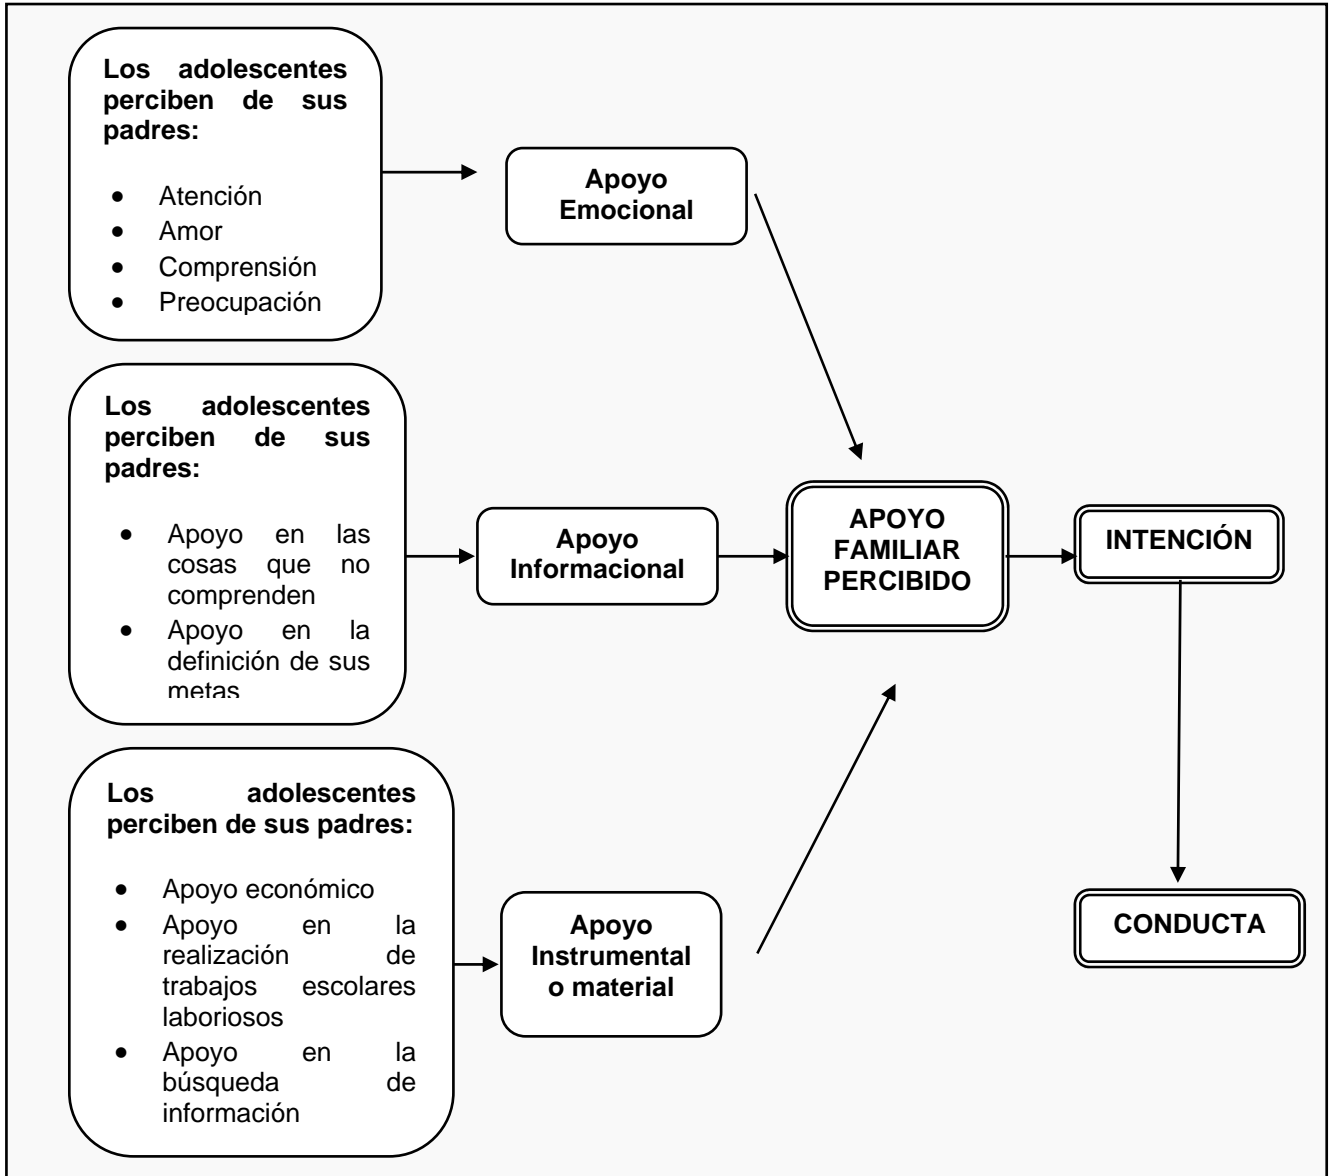 Los adolescentes
perciben de sus
padres:
• Atención
• Amor
• Comprensión
• Preocupación
Apoyo
Emocional
Los adolescentes
perciben de sus
padres:
• Apoyo en las
cosas que no
comprenden
• Apoyo en la
definición de sus
metas
Apoyo
Informacional
APOYO
FAMILIAR
PERCIBIDO
INTENCIÓN
CONDUCTA
Los adolescentes
perciben de sus padres:
• Apoyo económico
• Apoyo en la
realización de
trabajos escolares
laboriosos
• Apoyo en la
búsqueda de
información
Apoyo
Instrumental
o material